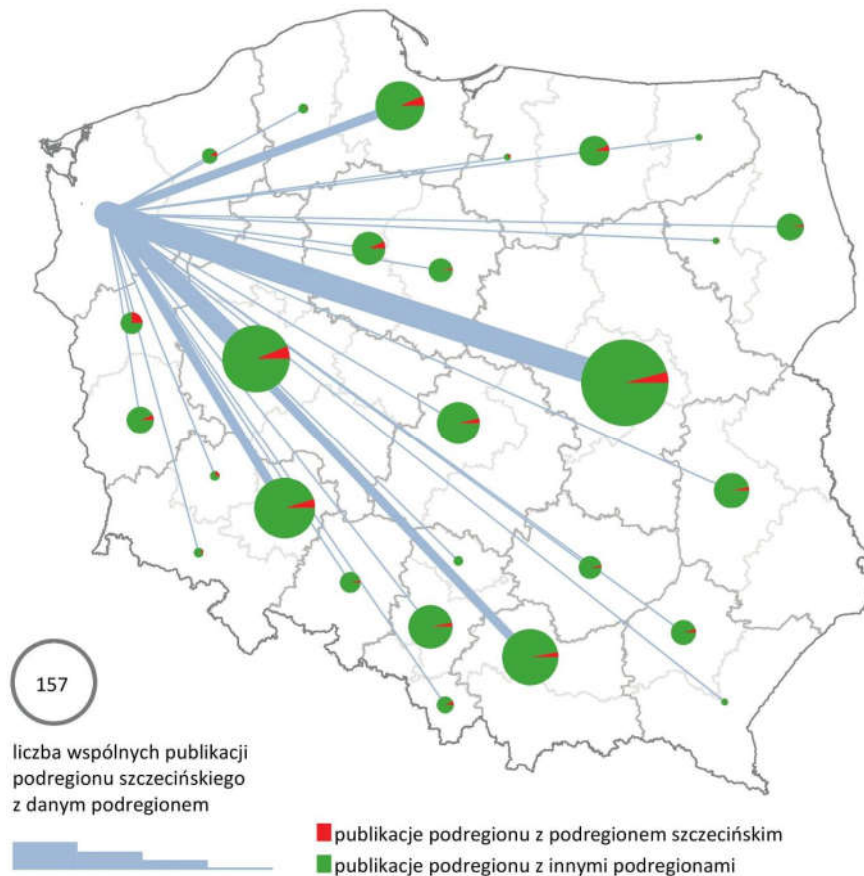 157
liczba wspólnych publikacji
podregionu szczecińskiego
z danym podregionem
publikacje podregionu z podregionem szczecińskim
publikacje podregionu z innymi podregionami